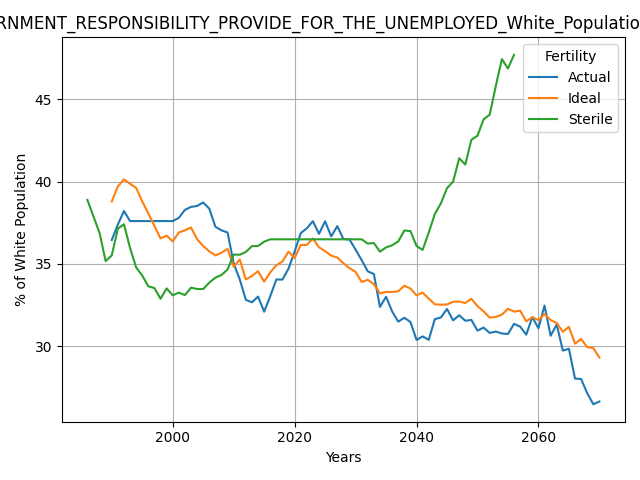 RNMENT_RESPONSIBILITY_PROVIDE_FOR_THE_UNEMPLOYED_White_Populatio
Fertility
Actual
Ideal
Sterile
% of White Population
45
40
35
30
2000 2020 2040 2060
Years